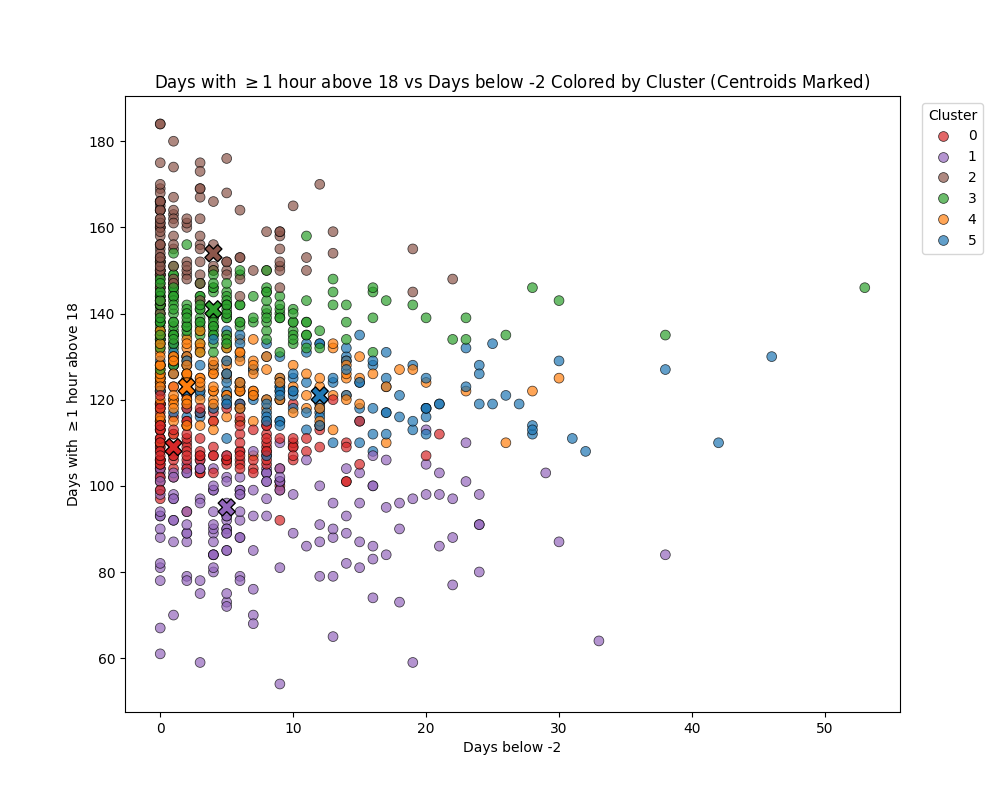 Days with ≥1 hour above 18 vs Days below -2 Colored by Cluster (Centroids Marked)
Cluster
0
1
2
3
4
5
Days with ≥1 hour above 18
180
160
140
120
100
80
60
0 10 20 30 40 50
Days below -2